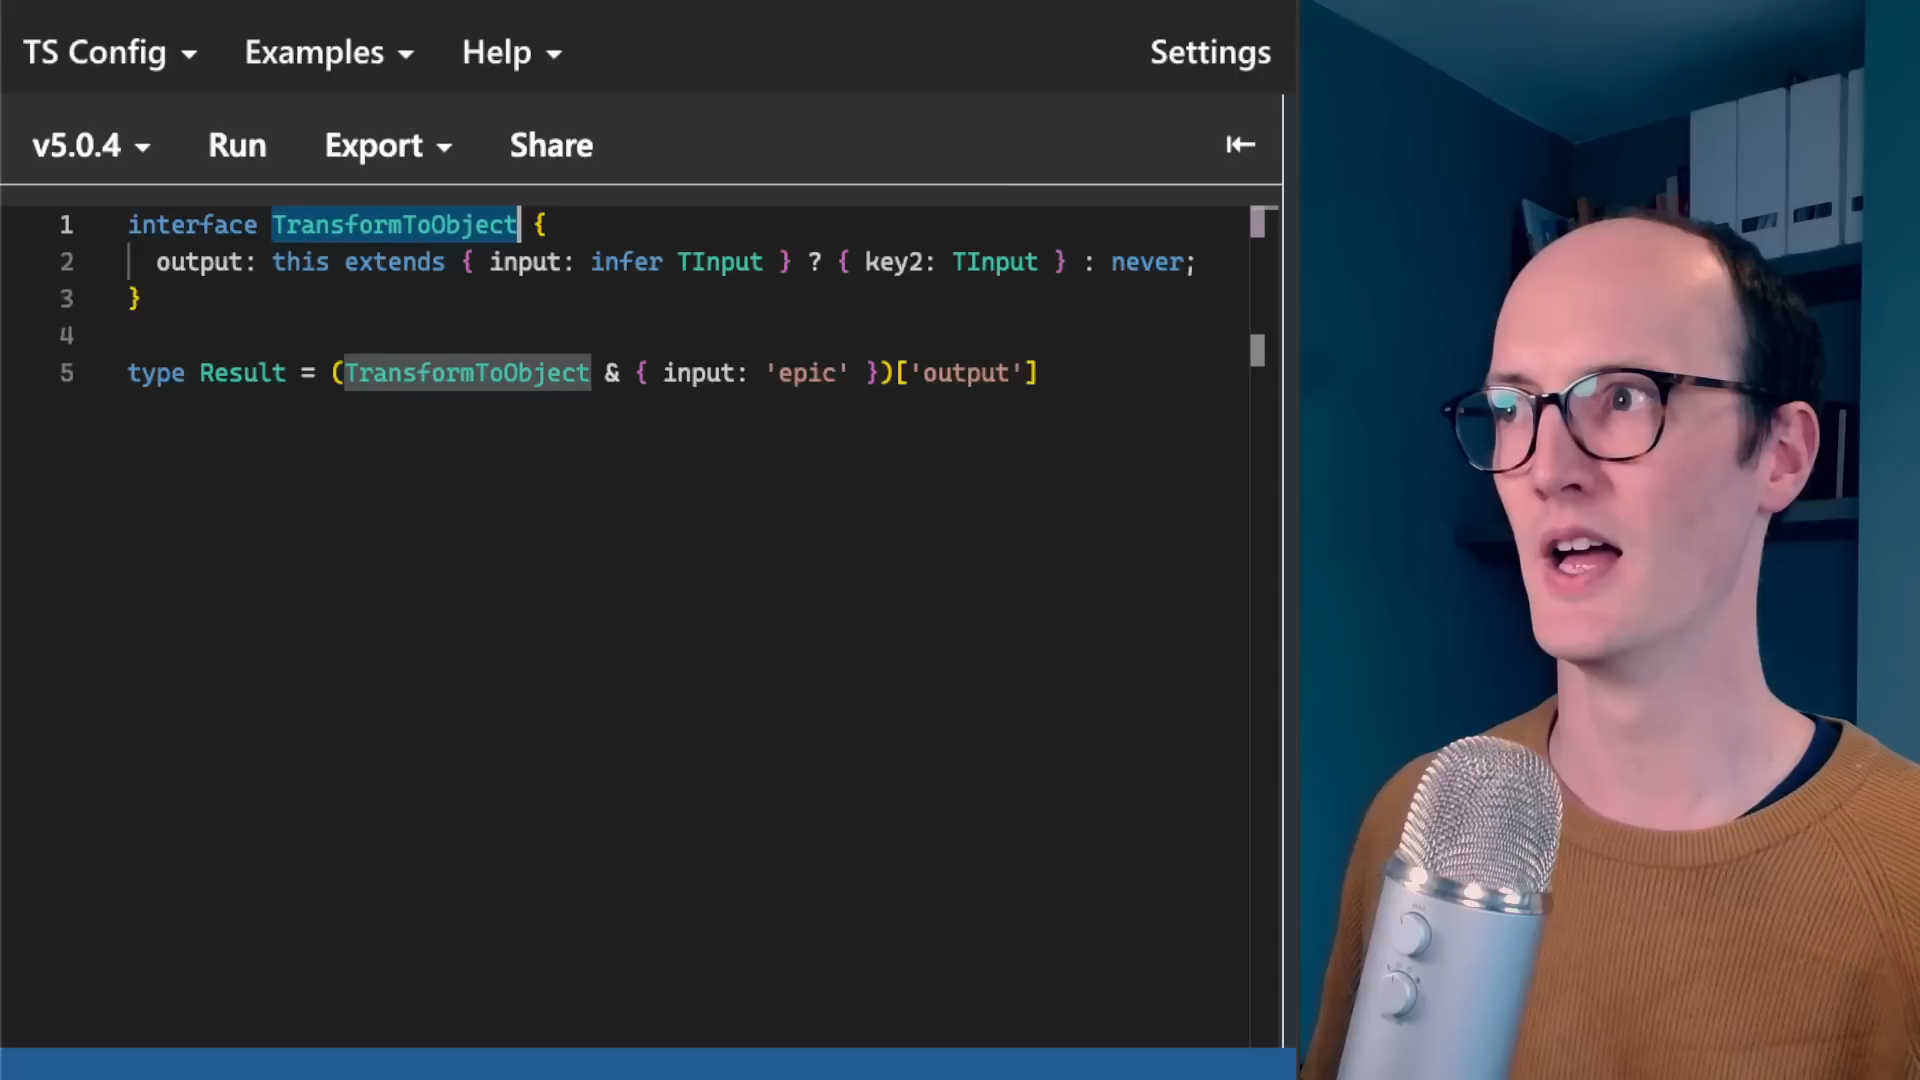 TS Config Examples Help Settings
v5.0.4 Run Export Share
1 interface TransformToObject {
2 output: this extends { input: infer TInput } ? { key2: TInput } : never;
3 }
4
5 type Result = (TransformToObject & { input: 'epic' })['output']